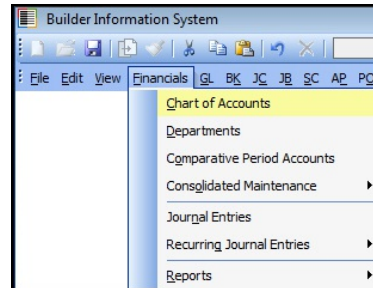 Builder Information System
File Edit View Financials GL BK JC JB SC AP PO
Chart of Accounts
Departments
Comparative Period Accounts
Consolidated Maintenance
Journal Entries
Recurring Journal Entries
Reports